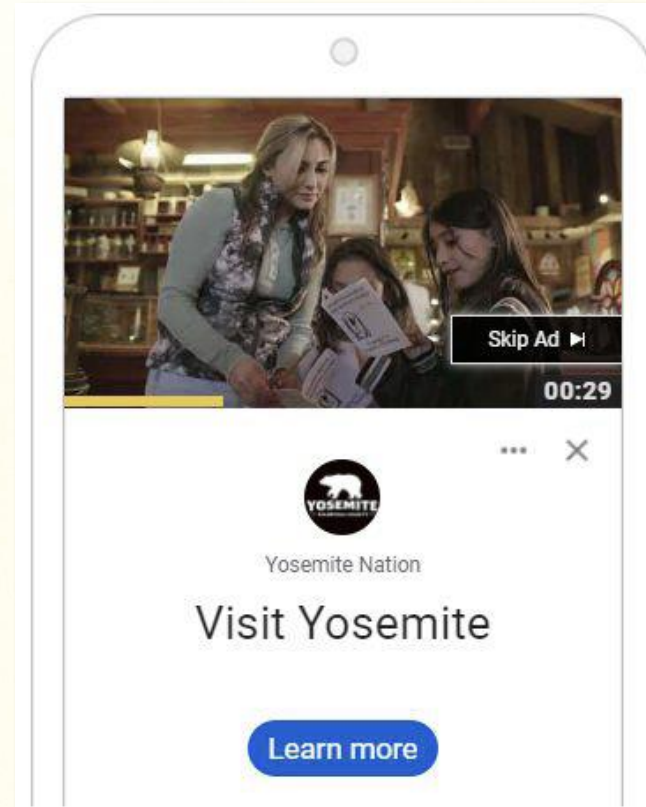 Skip Ad
00:29
YOSEMITE
Yosemite Nation
Visit Yosemite
Learn more